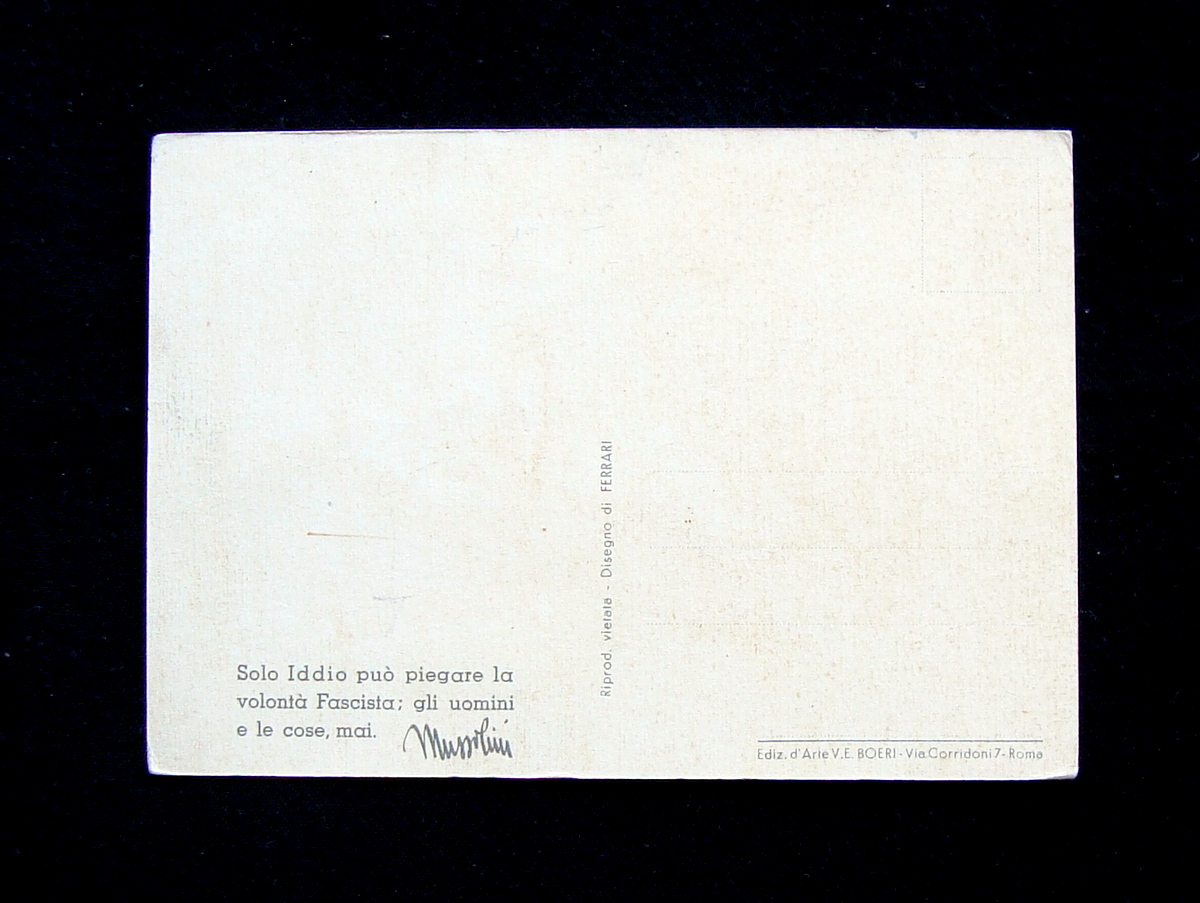 Solo Iddio può piegare la
volontà Fascista; gli uomini
e le cose, mai.
Mussolini
Riprod. vietata - Disegno di FERRARI
Ediz. d'Arte V.E. BOERI - Via Corridoni 7 - Roma